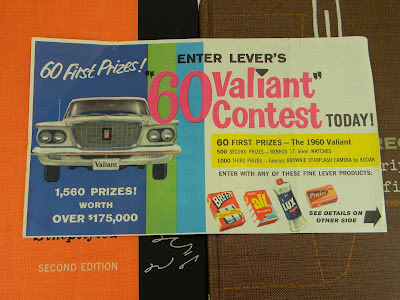 60 First Prizes!
Valiant
1,560 PRIZES!
WORTH
OVER $175,000
ENTER LEVER'S
"60 Valiant"
Contest TODAY!
60 FIRST PRIZES – The 1960 Valiant
500 SECOND PRIZES – BENRUS 17 Jewel WATCHES
1000 THIRD PRIZES – Famous BROWNIE STARFLASH CAMERA by KODAK
ENTER WITH ANY OF THESE FINE LEVER PRODUCTS:
BREEZE
all
LUX
Praise
SEE DETAILS ON
OTHER SIDE
SECOND EDITION